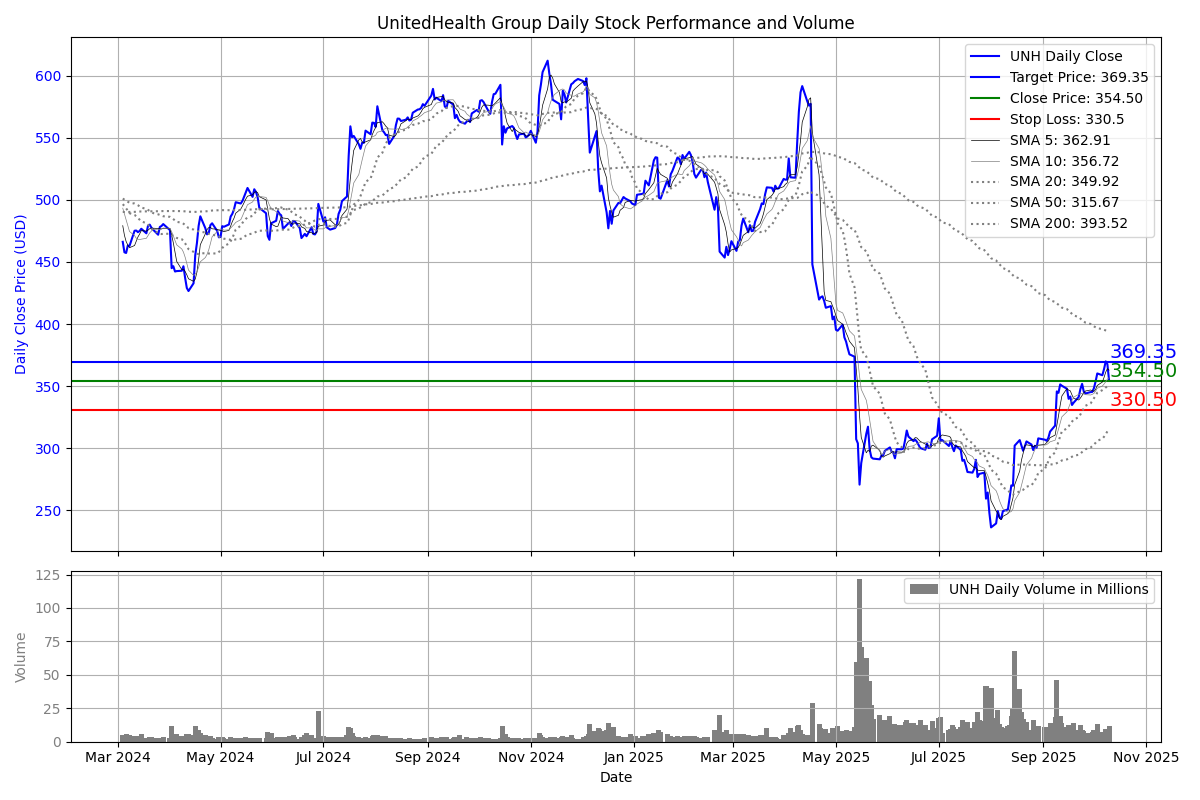 UnitedHealth Group Daily Stock Performance and Volume
Daily Close Price (USD)
600
550
500
450
400
350
300
250
UNH Daily Close
Target Price: 369.35
Close Price: 354.50
Stop Loss: 330.5
SMA 5: 362.91
SMA 10: 356.72
SMA 20: 349.92
SMA 50: 315.67
SMA 200: 393.52
369.35
354.50
330.50
Volume
125
100
75
50
25
0
UNH Daily Volume in Millions
Mar 2024 May 2024 Jul 2024 Sep 2024 Nov 2024 Jan 2025 Mar 2025 May 2025 Jul 2025 Sep 2025 Nov 2025
Date